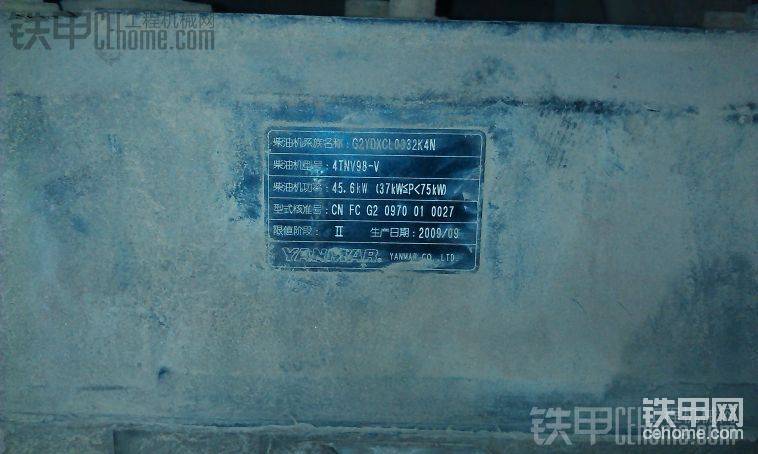 铁甲 工程机械网
CEhome.com
柴油机系族名称：G2YDXCL0332K4N
柴油机型号：4TNV98-V
柴油机功率：45.6kW (37kW≤P<75kW)
型式核准号：CN FC G2 0970 01 0027
限值阶段： II 生产日期：2009/09
YANMAR. YANMAR CO.,LTD.
铁甲
铁甲网
cehome.com